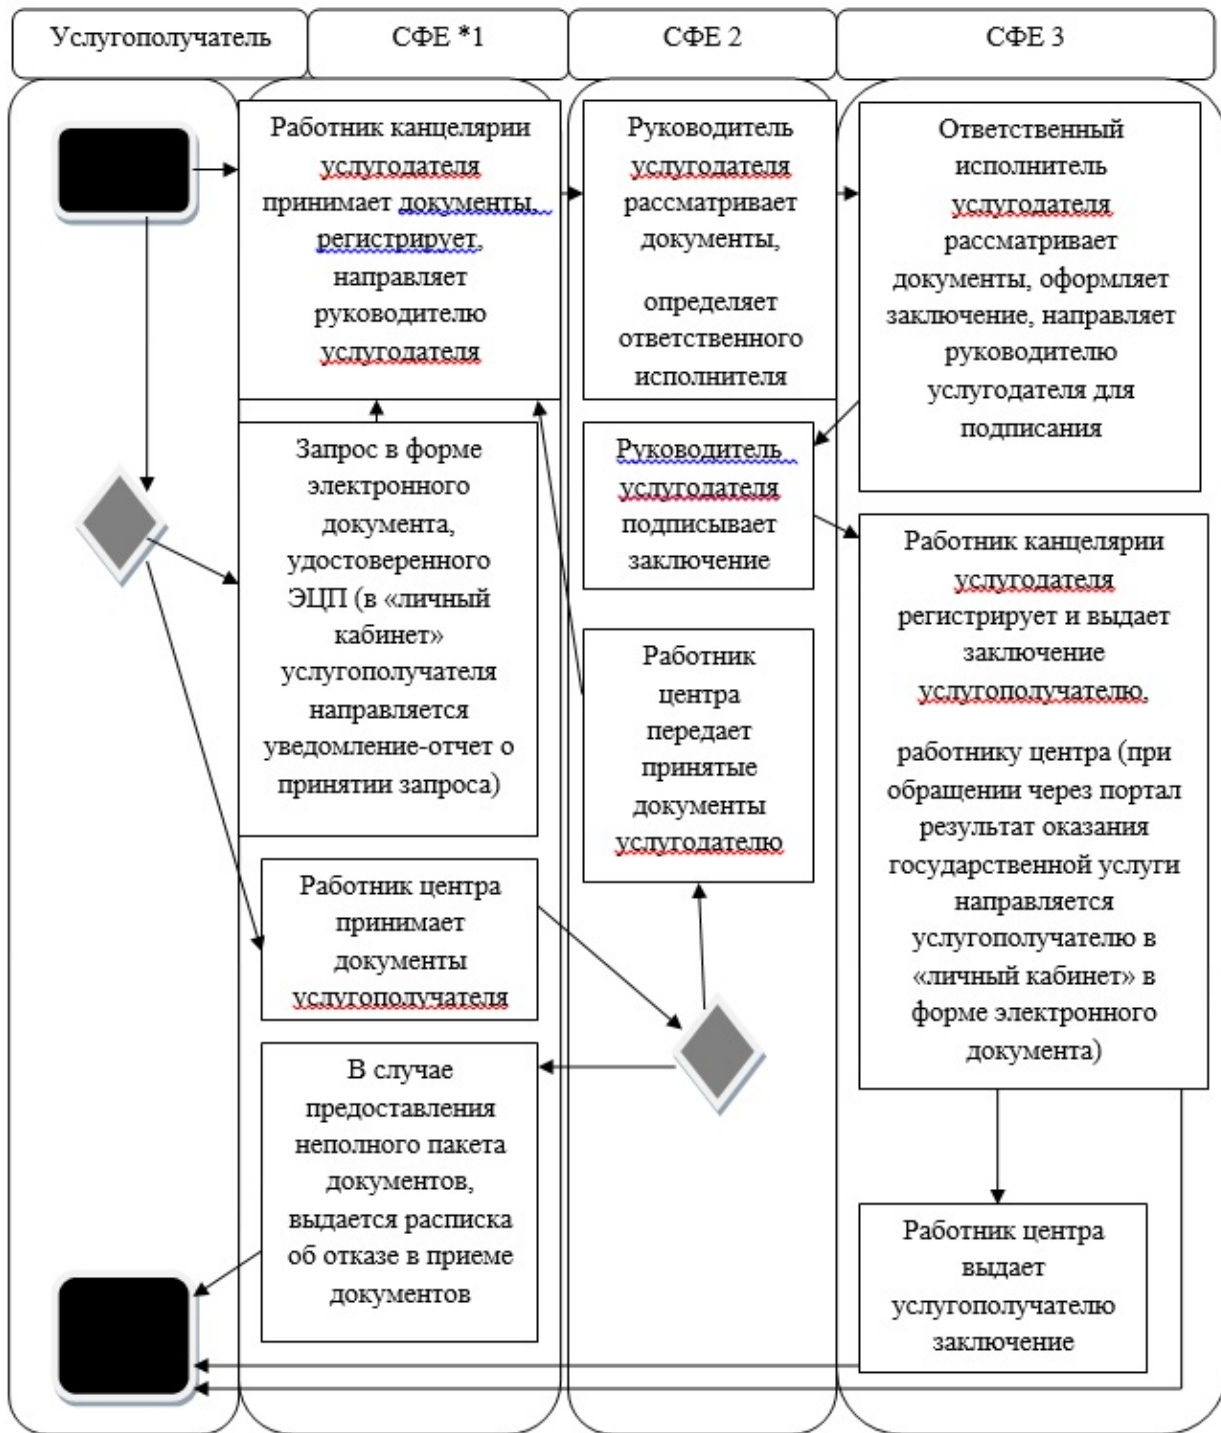 Услугополучатель
СФЕ *1
СФЕ 2
СФЕ 3
Работник канцелярии
услугодателя
принимает документы,
регистрирует,
направляет
руководителю
услугодателя
Руководитель
услугодателя
рассматривает
документы,
определяет
ответственного
исполнителя
Ответственный
исполнитель
услугодателя
рассматривает
документы, оформляет
заключение, направляет
руководителю
услугодателя для
подписания
Запрос в форме
электронного
документа,
удостоверенного
ЭЦП (в «личный
кабинет»
услугополучателя
направляется
уведомление-отчет о
принятии запроса)
Руководитель
услугодателя
подписывает
заключение
Работник канцелярии
услугодателя
регистрирует и выдает
заключение
услугополучателю,
работнику центра (при
обращении через портал
результат оказания
государственной услуги
направляется
услугополучателю в
«личный кабинет» в
форме электронного
документа)
Работник
центра
передает
принятые
документы
услугодателю
Работник центра
принимает
документы
услугополучателя
В случае
предоставления
неполного пакета
документов,
выдается расписка
об отказе в приеме
документов
Работник центра
выдает
услугополучателю
заключение